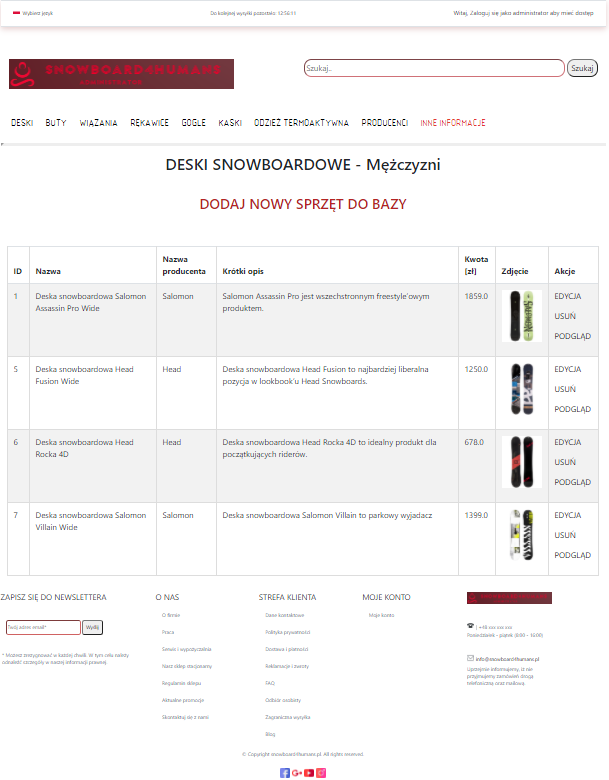 Wybierz język
Do kolejnej wysyłki pozostało: 12:56:11
Witaj, Zaloguj się jako administrator aby mieć dostęp
SNOWBOARD4HUMANS
Szukaj..
Szukaj
DESKI BUTY WIĄZANIA RĘKAWICE GOGLE KASKI ODZIEŻ TERMOAKTYWNA PRODUCENCI INNE INFORMACJE
DESKI SNOWBOARDOWE - Mężczyzni
DODAJ NOWY SPRZĘT DO BAZY
ID Nazwa Nazwa producenta Krótki opis Kwota (zł) Zdjęcie Akcje
1 Deska snowboardowa Salomon Assassin Pro Wide Salomon Salomon Assassin Pro jest wszechstronnym freestyle'owym produktem. 1859.0 EDYCJA
USUŃ
PODGLĄD
5 Deska snowboardowa Head Fusion Wide Head Deska snowboardowa Head Fusion to najbardziej liberalna pozycja w lookbook'u Head Snowboards. 1250.0 EDYCJA
USUŃ
PODGLĄD
6 Deska snowboardowa Head Rocka 4D Head Deska snowboardowa Head Rocka 4D to idealny produkt dla początkujących riderów. 678.0 EDYCJA
USUŃ
PODGLĄD
7 Deska snowboardowa Salomon Villain Wide Salomon Deska snowboardowa Salomon Villain to parkowy wyjadacz 1399.0 EDYCJA
USUŃ
PODGLĄD
ZAPISZ SIĘ DO NEWSLETTERA
Twój adres email*
Wyślij
* Możesz zrezygnować w każdej chwili. W tym celu należy
odnaleźć szczegóły w naszej informacji prawnej.
O NAS
O firmie
Praca
Serwis i wypożyczalnia
Nasz sklep stacjonarny
Regulamin sklepu
Aktualne promocje
Skontaktuj się z nami
STREFA KLIENTA
Dane kontaktowe
Polityka prywatności
Dostawa i płatności
Reklamacje i zwroty
FAQ
Odbiór osobisty
Zagraniczna wysyłka
Blog
MOJE KONTO
Moje konto
| +48 xxx xxx xxx
Poniedziałek - piątek (8:00 - 16:00)
info@snowboard4humans.pl
Uprzejmie informujemy, iż nie
przyjmujemy zamówień drogą
telefoniczną oraz mailową.
© Copyright snowboard4humans.pl. All rights reserved.